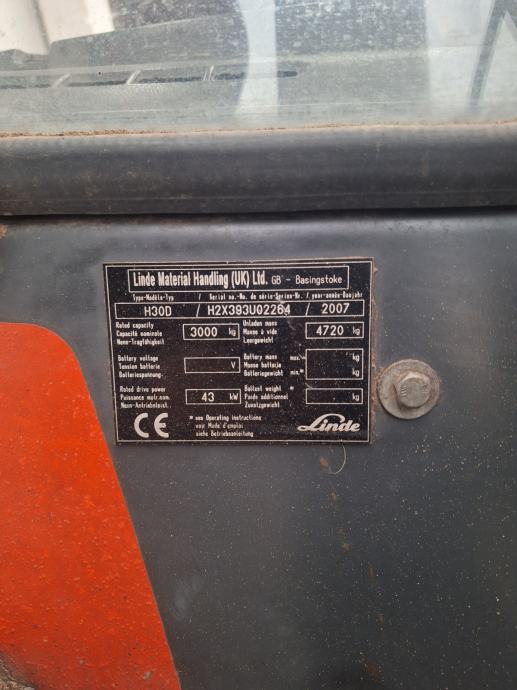 Linde Material Handling (UK) Ltd. GB - Basingstoke
Type-Modèle-Typ / Serial no.-No. de série-Serien-Nr. / year-année-Baujahr
H30D / H2X393U02264 / 2007
Rated capacity
Capacité nominale 3000 kg
Nenn-Tragfähigkeit
Unladen mass
Masse à vide 4720 kg
Leergewicht
Battery voltage
Tension batterie V
Batteriespannung
Battery mass max.* kg
Masse batterie
Batteriegewicht min.* kg
Rated drive power
Puissance motr.nom. 43 kW
Nenn-Antriebsleist.
Ballast weight *
Poids additionnel kg
Zusatzgewicht
CE
* see Operating instructions
voir Mode d'emploi
siehe Betriebsanleitung
Linde